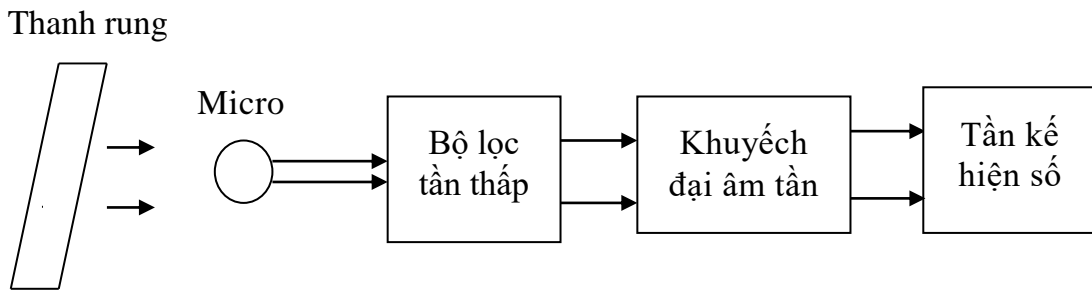 Thanh rung
Micro
Bộ lọc
tần thấp
Khuyếch
đại âm tần
Tần kế
hiện số